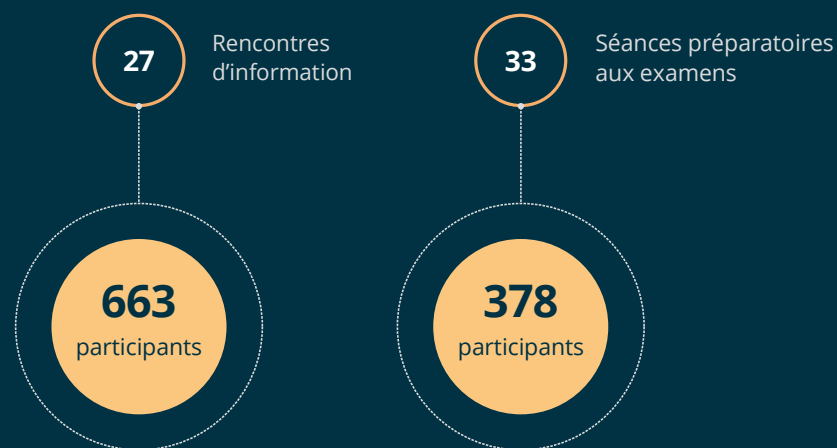 27
Rencontres
d'information
663
participants
33
Séances préparatoires
aux examens
378
participants